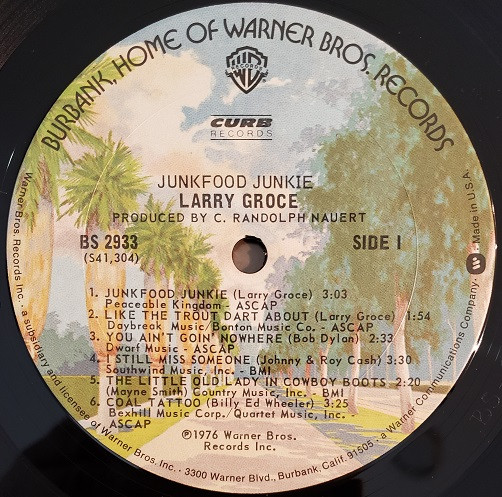 BURBANK, HOME OF WARNER BROS. RECORDS
WB
RECORDS
CURB
RECORDS
JUNKFOOD JUNKIE
LARRY GROCE
PRODUCED BY C. RANDOLPH NAUERT
BS 2933
(S41,304)
SIDE 1
1. JUNKFOOD JUNKIE (Larry Groce) 3:03
Peaceable Kingdom - ASCAP
2. LIKE THE TROUT DART ABOUT (Larry Groce) 1:54
Daybreak Music/Bonton Music Co. - ASCAP
3. YOU AIN'T GOIN' NOWHERE (Bob Dylan) 2:33
Dwarf Music - ASCAP
4. I STILL MISS SOMEONE (Johnny & Roy Cash) 3:30
Southwind Music, Inc. - BMI
5. THE LITTLE OLD LADY IN COWBOY BOOTS - 2:20
(Mayne Smith) Country Music, Inc. - BMI
6. COAL TATTOO (Billy Ed Wheeler) 3:25
Bexhill Music Corp./Quartet Music, Inc.
ASCAP
℗1976 Warner Bros.
Records Inc.
Warner Bros. Records Inc. · a subsidiary and licensee of Warner Bros. Inc. · 3300 Warner Blvd., Burbank, Calif. 91505 · a Warner Communications Company · W · Made in U.S.A.